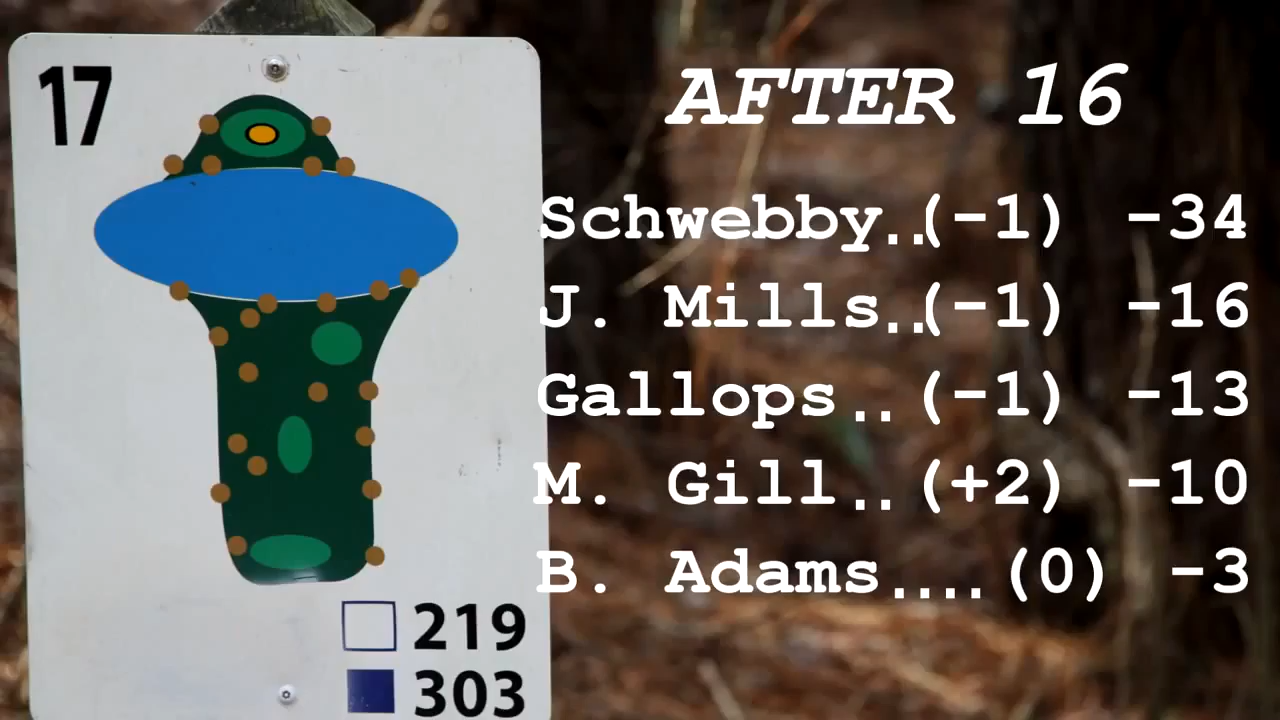 17
219
303
AFTER 16
Schwebby..(-1) -34
J. Mills..(-1) -16
Gallops..(-1) -13
M. Gill..(+2) -10
B. Adams....(0) -3